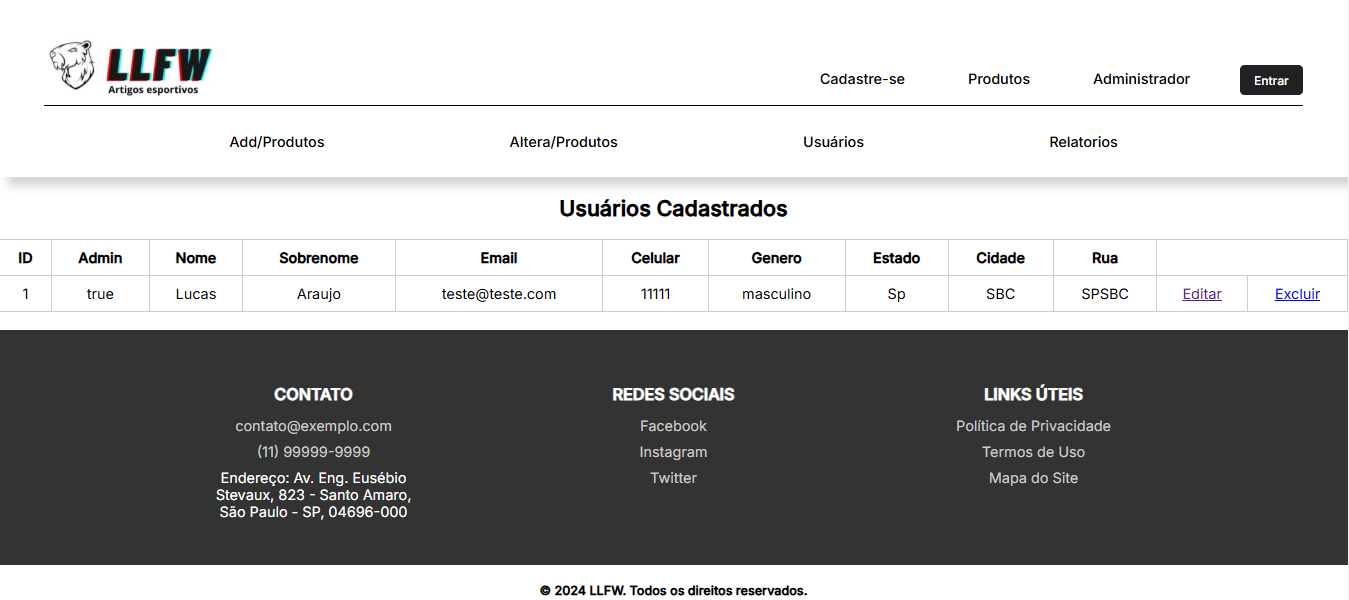 LLFW
Artigos esportivos
Cadastre-se Produtos Administrador Entrar
Add/Produtos Altera/Produtos Usuários Relatorios
Usuários Cadastrados
ID Admin Nome Sobrenome Email Celular Genero Estado Cidade Rua
1 true Lucas Araujo teste@teste.com 11111 masculino Sp SBC SPSBC Editar Excluir
CONTATO REDES SOCIAIS LINKS ÚTEIS
contato@exemplo.com Facebook Política de Privacidade
(11) 99999-9999 Instagram Termos de Uso
Endereço: Av. Eng. Eusébio Twitter Mapa do Site
Stevaux, 823 - Santo Amaro,
São Paulo - SP, 04696-000
© 2024 LLFW. Todos os direitos reservados.